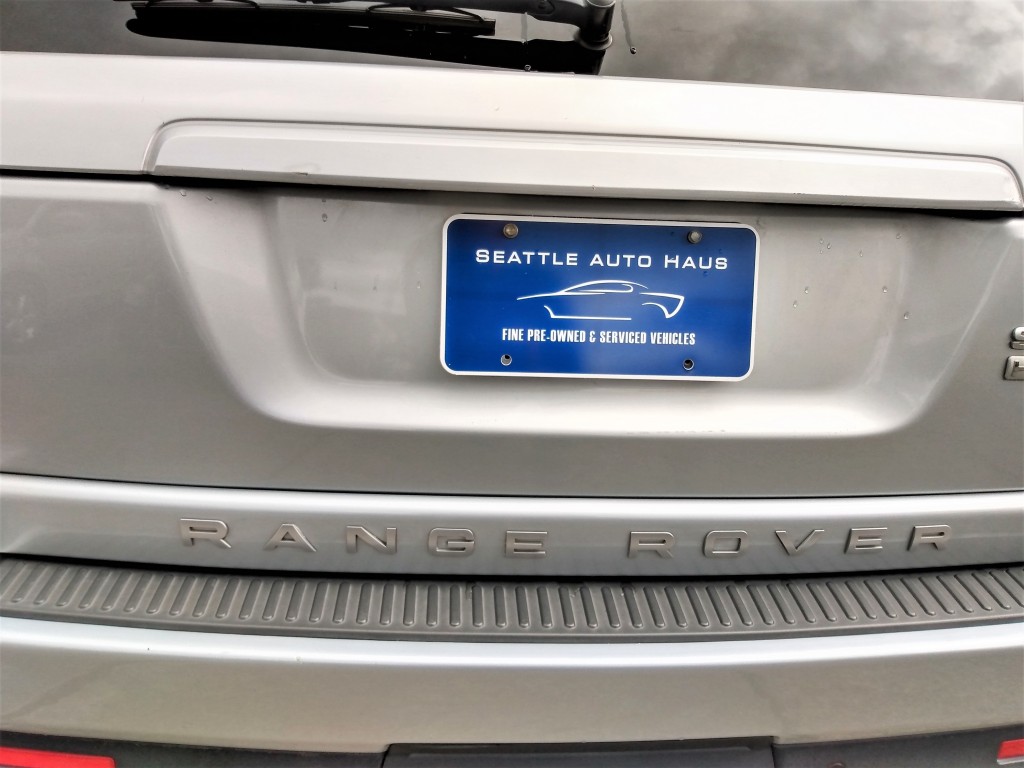 SEATTLE AUTO HAUS
FINE PRE-OWNED & SERVICED VEHICLES
RANGE ROVER